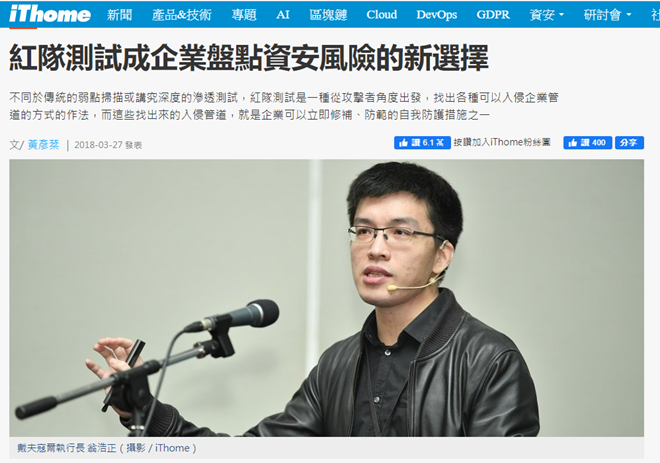 iThome 新聞 產品&技術 專題 AI 區塊鏈 Cloud DevOps GDPR 資安 研討會 社
紅隊測試成企業盤點資安風險的新選擇
不同於傳統的弱點掃描或講究深度的滲透測試，紅隊測試是一種從攻擊者角度出發，找出各種可以入侵企業管
道的方式的作法，而這些找出來的入侵管道，就是企業可以立即修補、防範的自我防護措施之一
文/ 黃彥棻 | 2018-03-27 發表
讚 6.1 萬 按讚加入iThome粉絲團 讚 400 分享
戴夫寇爾執行長 翁浩正（攝影／iThome）